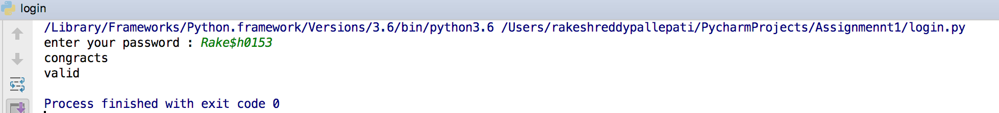 login
/Library/Frameworks/Python.framework/Versions/3.6/bin/python3.6 /Users/rakeshreddypallepati/PycharmProjects/Assignmennt1/login.py
enter your password : Rake$h0153
congracts
valid
Process finished with exit code 0